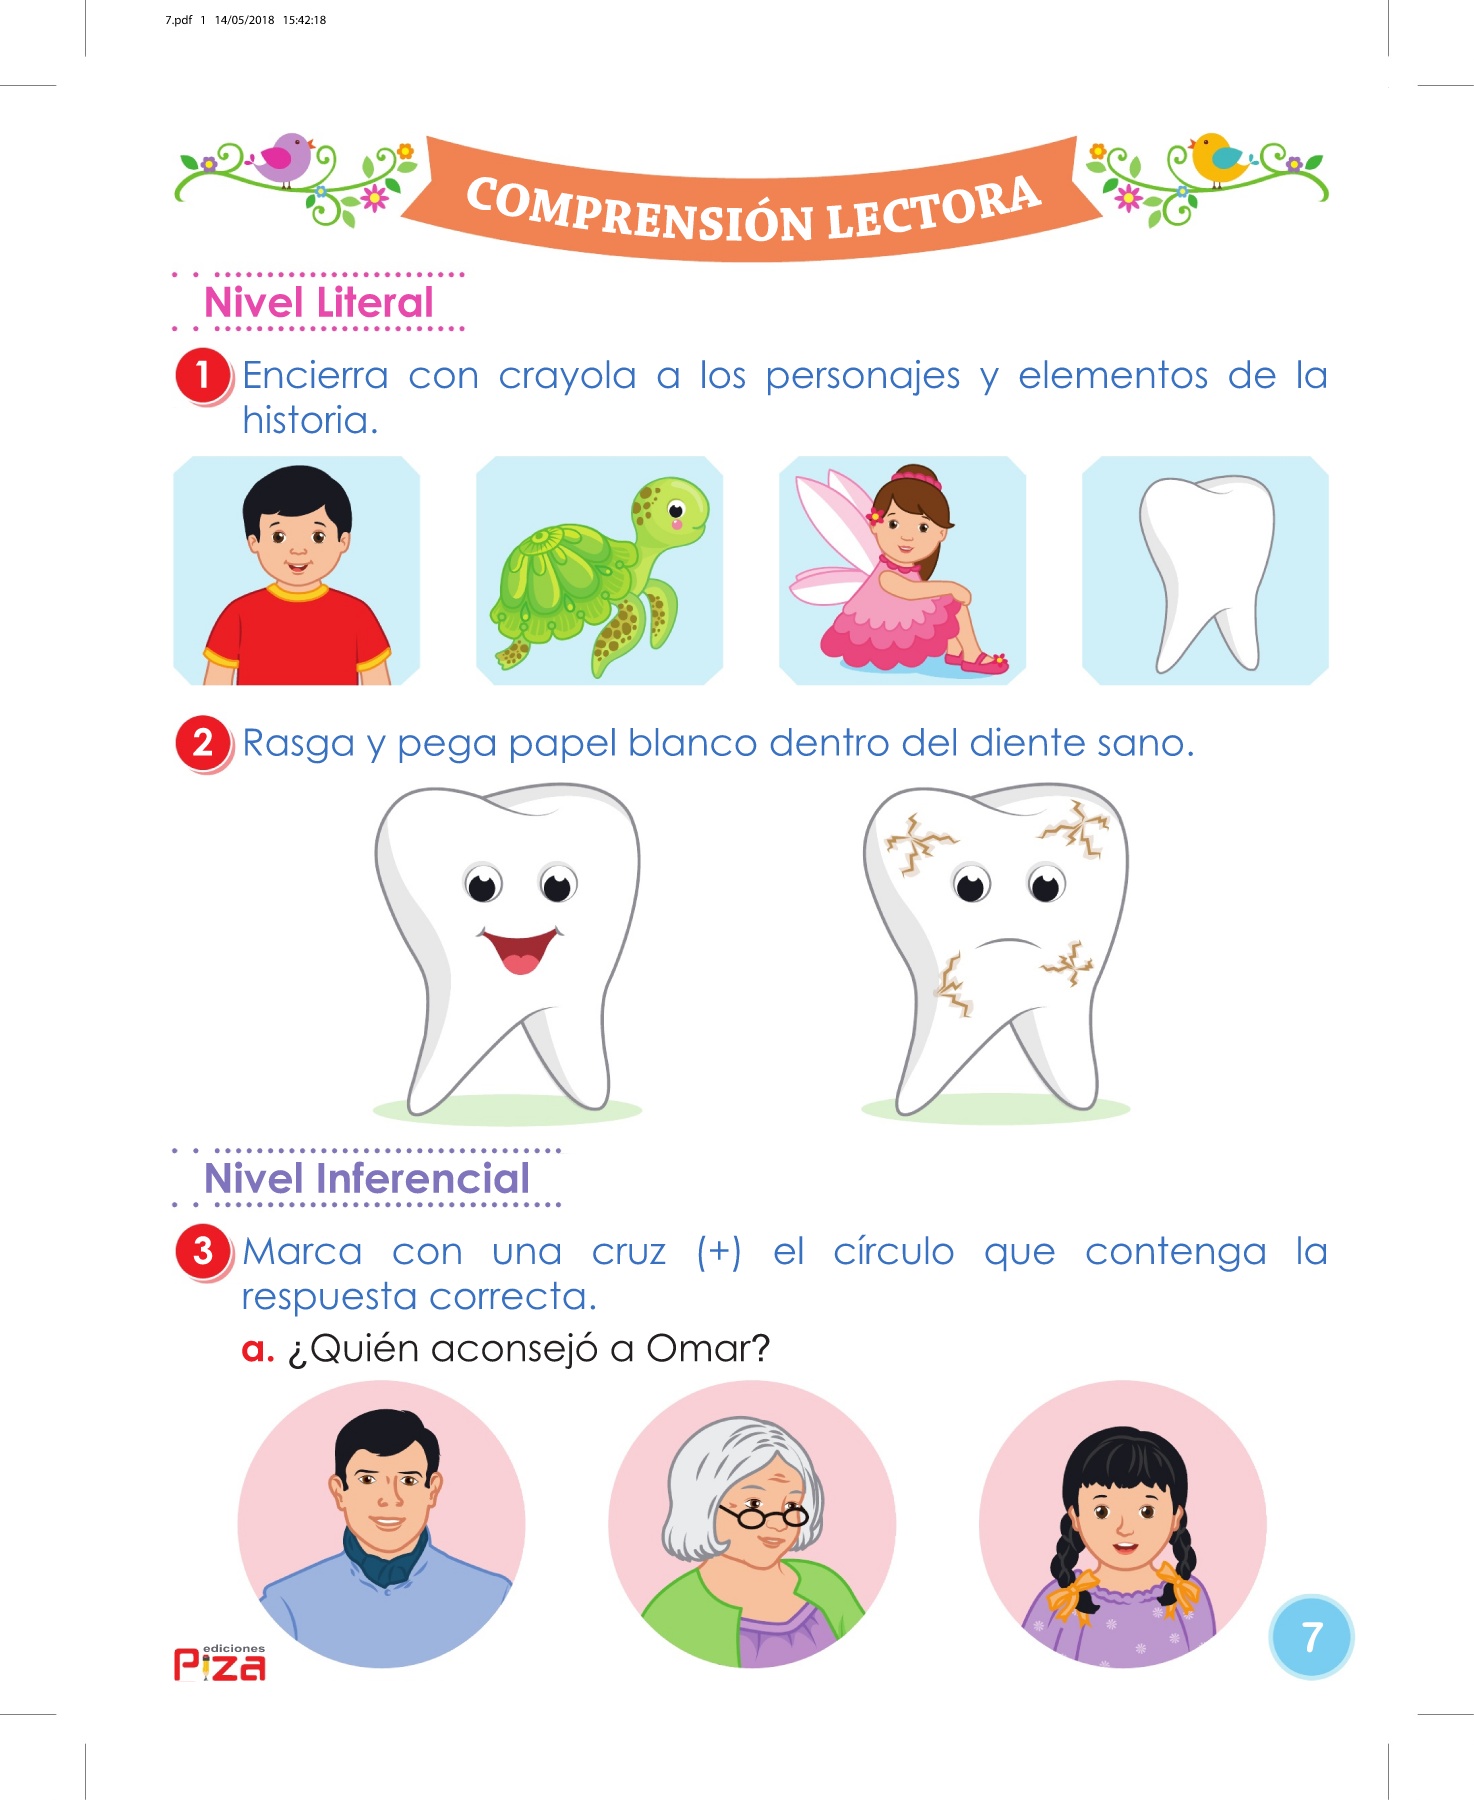 7.pdf 1 14/05/2018 15:42:18
COMPRENSIÓN LECTORA
Nivel Literal
1 Encierra con crayola a los personajes y elementos de la
historia.
2 Rasga y pega papel blanco dentro del diente sano.
Nivel Inferencial
3 Marca con una cruz (+) el círculo que contenga la
respuesta correcta.
a. ¿Quién aconsejó a Omar?
ediciones
Piza
7